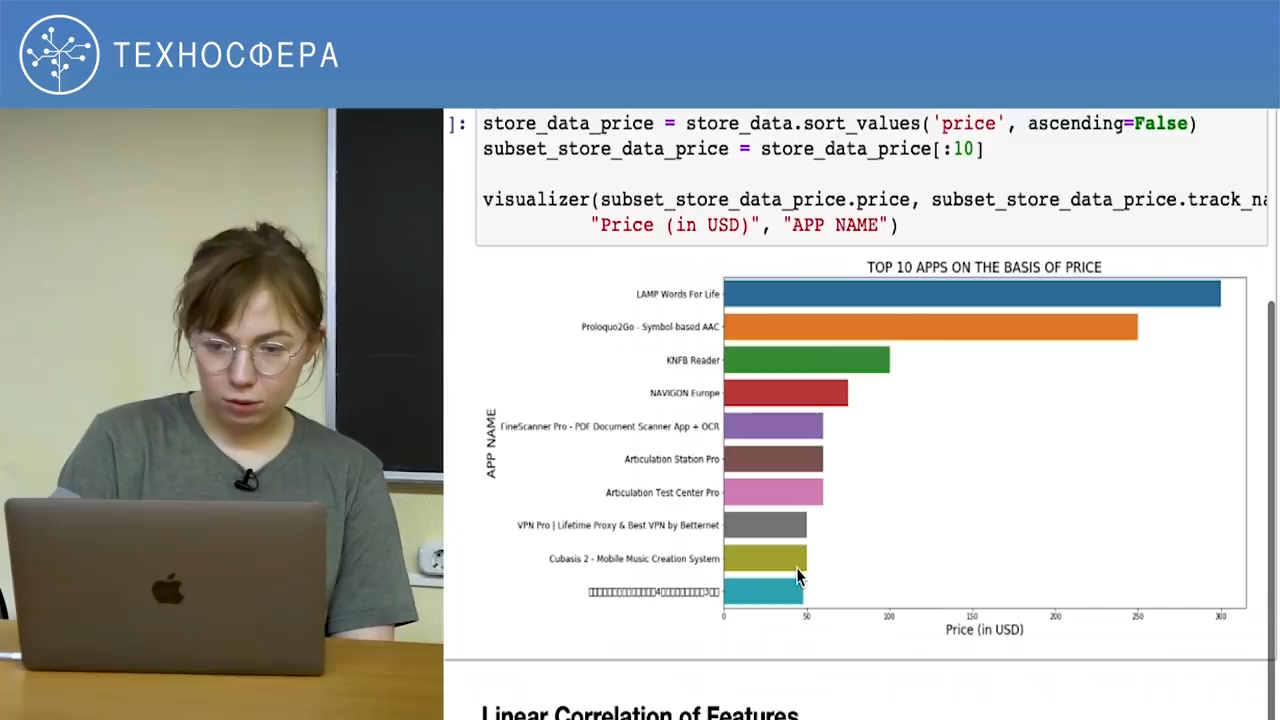 ТЕХНОСФЕРА
]: store_data_price = store_data.sort_values('price', ascending=False)
subset_store_data_price = store_data_price[:10]
visualizer(subset_store_data_price.price, subset_store_data_price.track_na
"Price (in USD)", "APP NAME")
TOP 10 APPS ON THE BASIS OF PRICE
LAMP Words For Life
Proloquo2Go - Symbol-based AAC
KNFB Reader
NAVIGON Europe
FineScanner Pro - PDF Document Scanner App + OCR
Articulation Station Pro
Articulation Test Center Pro
VPN Pro | Lifetime Proxy & Best VPN by Betternet
Cubasis 2 - Mobile Music Creation System
APP NAME
0 50 100 150 200 250 300
Price (in USD)
Linear Correlation of Features